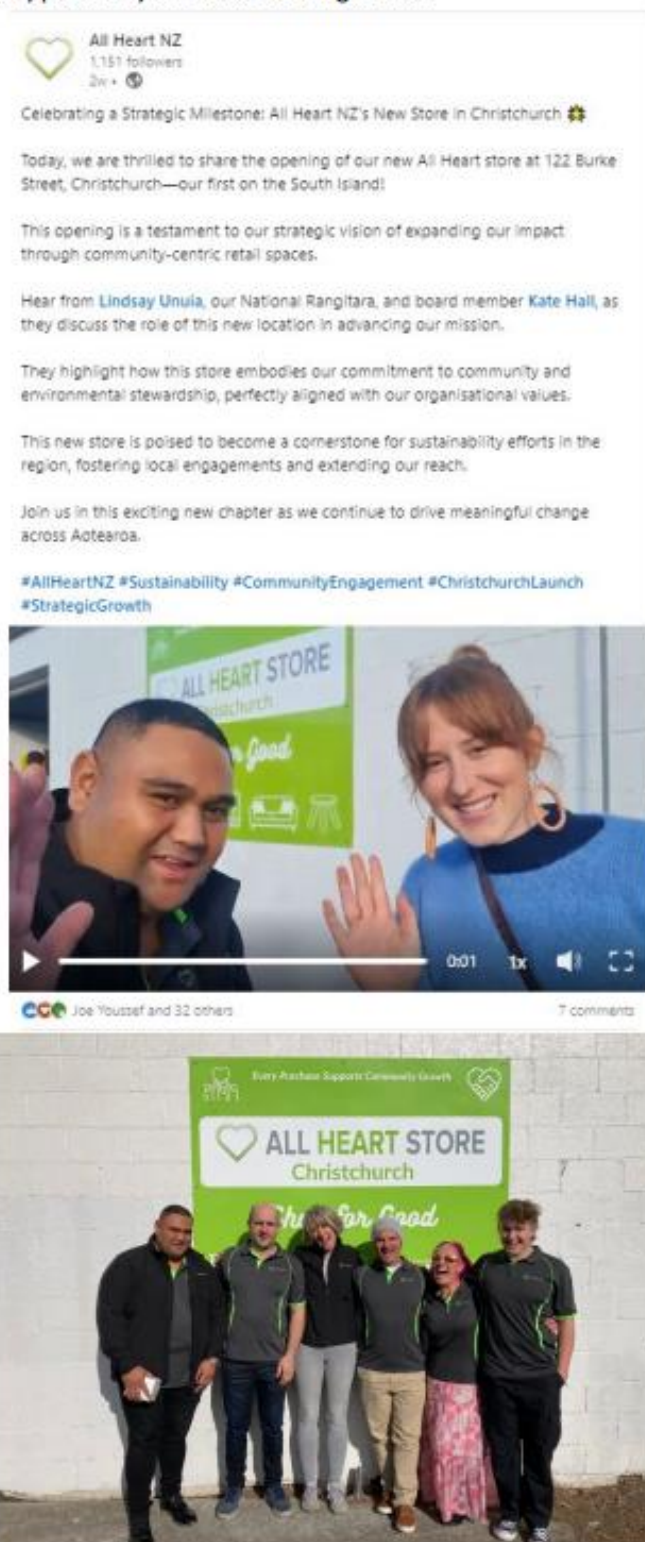 All Heart NZ
1,151 followers
2w •
Celebrating a Strategic Milestone: All Heart NZ's New Store in Christchurch
Today, we are thrilled to share the opening of our new All Heart store at 122 Burke
Street, Christchurch—our first on the South Island!
This opening is a testament to our strategic vision of expanding our impact
through community-centric retail spaces.
Hear from Lindsay Unuia, our National Rangitara, and board member Kate Hall, as
they discuss the role of this new location in advancing our mission.
They highlight how this store embodies our commitment to community and
environmental stewardship, perfectly aligned with our organisational values.
This new store is poised to become a cornerstone for sustainability efforts in the
region, fostering local engagements and extending our reach.
Join us in this exciting new chapter as we continue to drive meaningful change
across Aotearoa.
#AllHeartNZ #Sustainability #CommunityEngagement #ChristchurchLaunch
#StrategicGrowth
ALL HEART STORE
Christchurch
Good
0:01 1x
Joe Youssef and 32 others 7 comments
Every Purchase Supports Community Growth
ALL HEART STORE
Christchurch
for Good